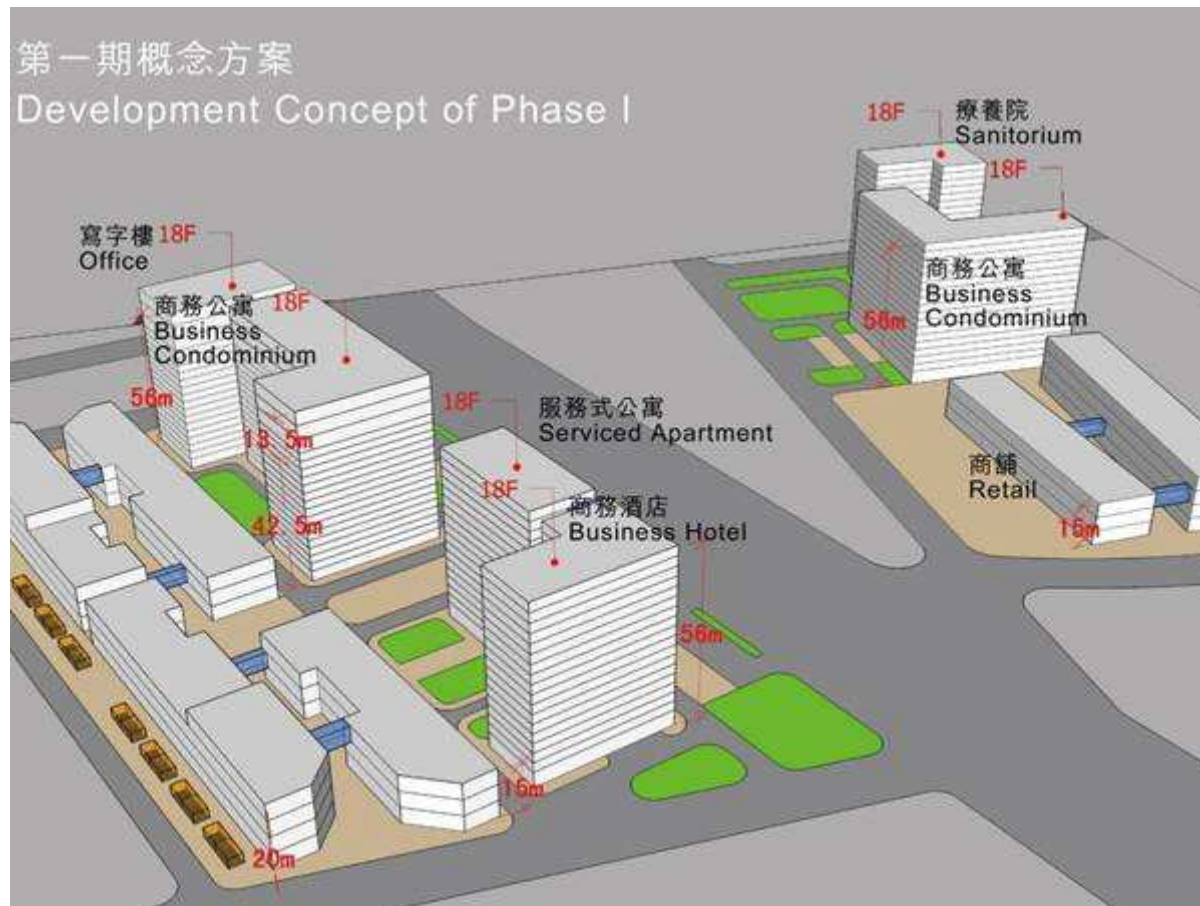 第一期概念方案
Development Concept of Phase I
18F
療養院
Sanitorium
18F
寫字樓
18F
Office
商務公寓
Business
Condominium
18F
商務公寓
Business
Condominium
56m
56m
18F
服務式公寓
Serviced Apartment
13.5m
商舖
Retail
18F
商務酒店
Business Hotel
42.5m
15m
56m
15m
20m